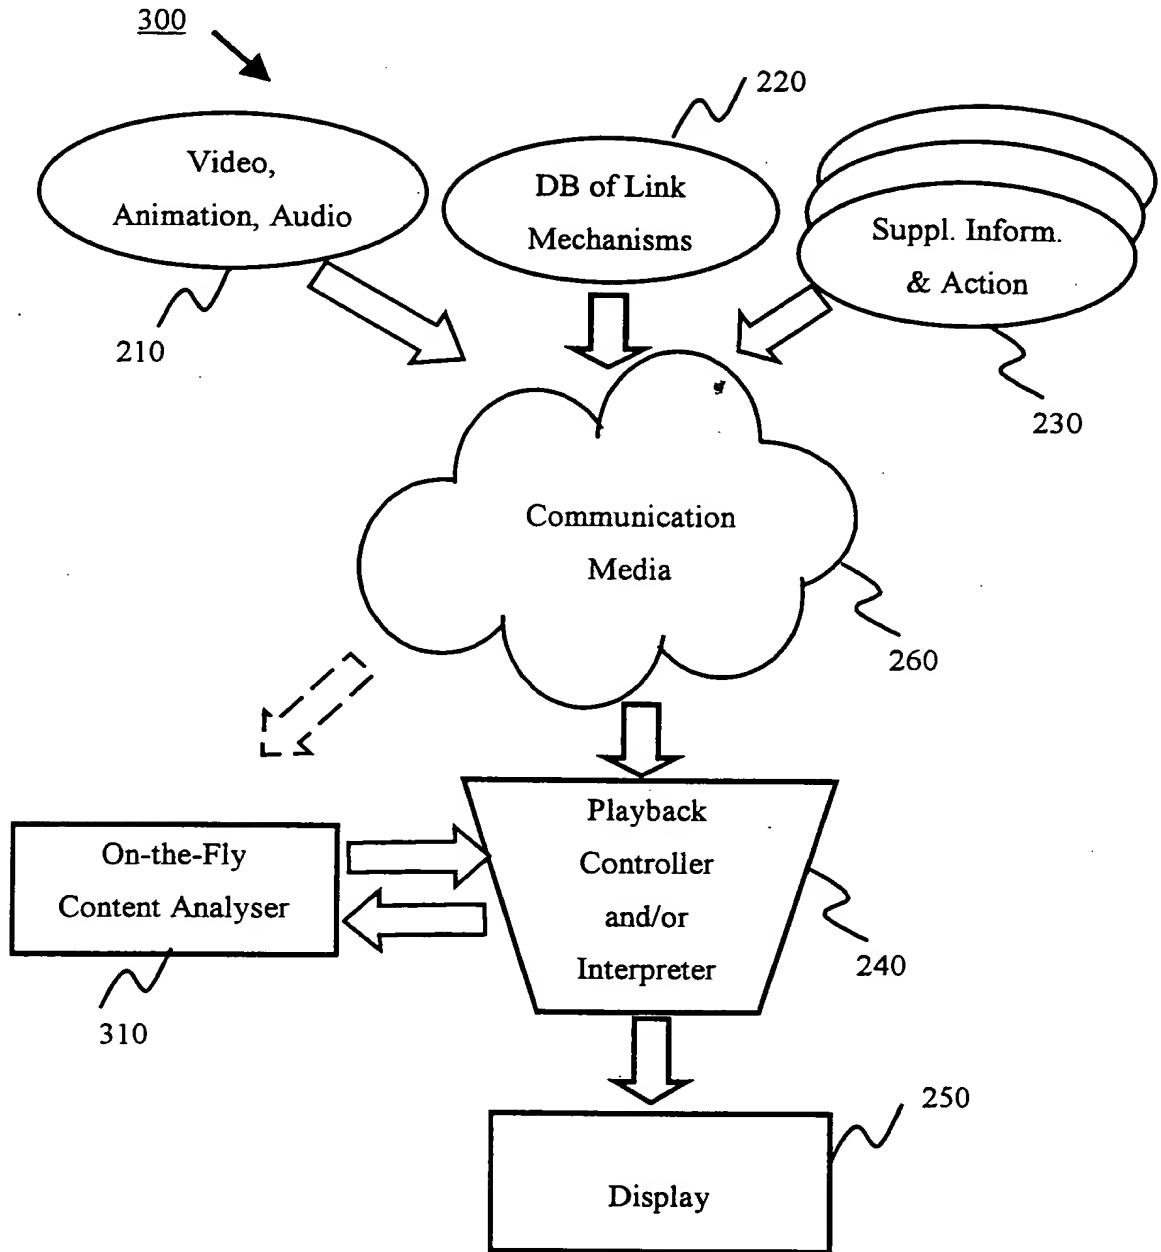 300
220
Video,
Animation, Audio
DB of Link
Mechanisms
Suppl. Inform.
& Action
210
230
Communication
Media
260
Playback
Controller
and/or
Interpreter
On-the-Fly
Content Analyser
240
310
250
Display